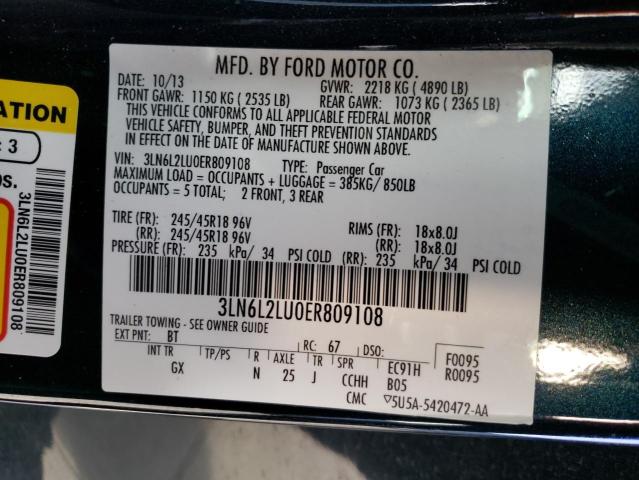 MFD. BY FORD MOTOR CO.
DATE: 10/13
GVWR: 2218 KG ( 4890 LB)
FRONT GAWR: 1150 KG ( 2535 LB)
REAR GAWR: 1073 KG ( 2365 LB)
THIS VEHICLE CONFORMS TO ALL APPLICABLE FEDERAL MOTOR
VEHICLE SAFETY, BUMPER, AND THEFT PREVENTION STANDARDS
IN EFFECT ON THE DATE OF MANUFACTURE SHOWN ABOVE.
VIN: 3LN6L2LU0ER809108 TYPE: Passenger Car
MAXIMUM LOAD = OCCUPANTS + LUGGAGE = 385KG/ 850LB
OCCUPANTS = 5 TOTAL; 2 FRONT, 3 REAR
TIRE (FR): 245/45R18 96V RIMS (FR): 18x8.0J
(RR): 245/45R18 96V (RR): 18x8.0J
PRESSURE (FR): 235 kPa/ 34 PSI COLD (RR): 235 kPa/ 34 PSI COLD
3LN6L2LU0ER809108
TRAILER TOWING - SEE OWNER GUIDE
EXT PNT: BT RC: 67 DSO:
INT TR TP/PS R AXLE TR SPR EC91H F0095
GX N 25 J CCHH B05 R0095
CMC ▽5U5A-5420472-AA
ATION
: 3
os.
3LN6L2LU0ER809108